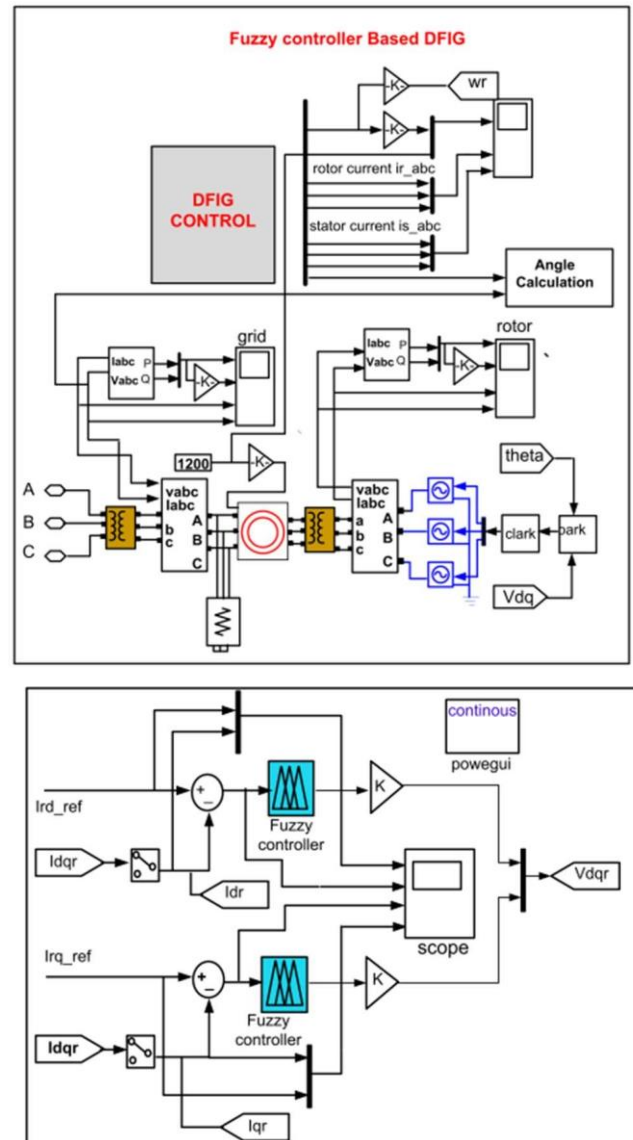 Fuzzy controller Based DFIG
-K-
wr
-K-
DFIG
CONTROL
rotor current ir_abc
stator current is_abc
Angle
Calculation
grid
rotor
Iabc P
Vabc Q
-K-
Iabc P
Vabc Q
-K-
1200
-K-
theta
A
B
C
vabc
Iabc
A
b B
c
C
vabc
Iabc
a A
b B
c
C
clark
park
Vdq
continous
powegui
K
Ird_ref
Fuzzy
controller
Idqr
Idr
Vdqr
scope
Irq_ref
K
Fuzzy
controller
Idqr
Iqr